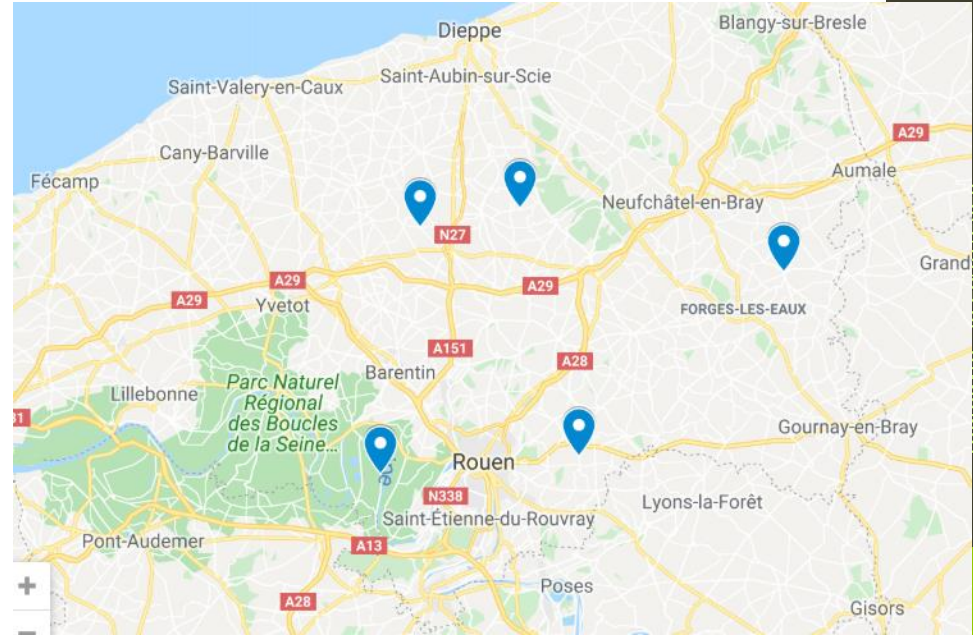 Dieppe
Blangy-sur-Bresle
Saint-Valery-en-Caux
Saint-Aubin-sur-Scie
A29
Cany-Barville
Aumale
Fécamp
Neufchâtel-en-Bray
N27
Grand
A29
A29
A29
Yvetot
FORGES-LES-EAUX
A151
A28
Barentin
Parc Naturel
Régional
des Boucles
de la Seine...
Lillebonne
Gournay-en-Bray
Rouen
N338
Lyons-la-Forêt
Saint-Étienne-du-Rouvray
Pont-Audemer
A13
Poses
A28
Gisors
+
−